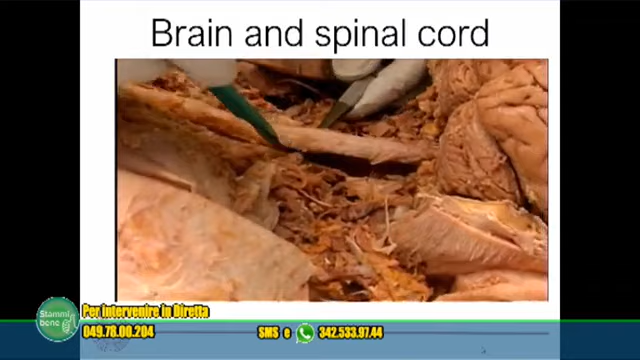 Brain and spinal cord
Stammi
bene
Per Intervenire in Diretta
049.78.00.204
SMS e 342.533.97.44